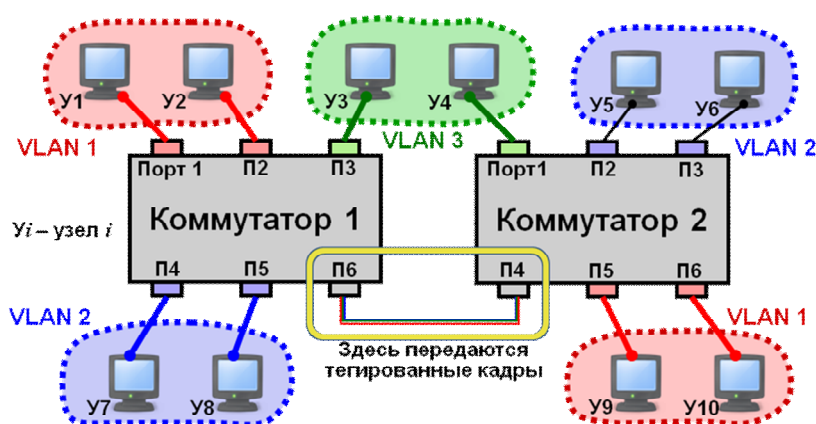 У1
У2
У3
У4
У5
У6
VLAN 1
VLAN 3
VLAN 2
Порт 1
П2
П3
Порт1
П2
П3
Коммутатор 1
Коммутатор 2
Уi – узел i
П4
П5
П6
П4
П5
П6
VLAN 2
VLAN 1
Здесь передаются
тегированные кадры
У7
У8
У9
У10